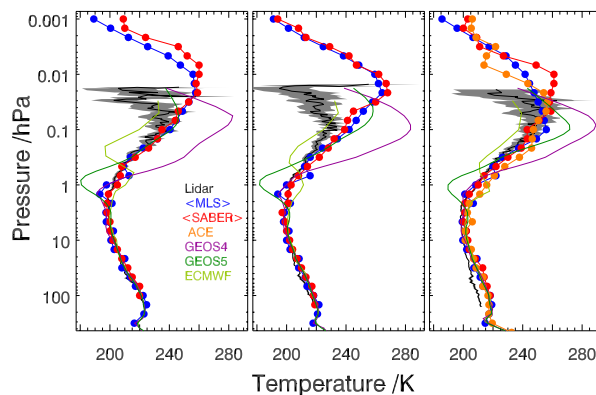 0.001
0.01
0.1
1
10
100
Pressure /hPa
Lidar
<MLS>
<SABER>
ACE
GEOS4
GEOS5
ECMWF
200 240 280 200 240 280 200 240 280
Temperature /K